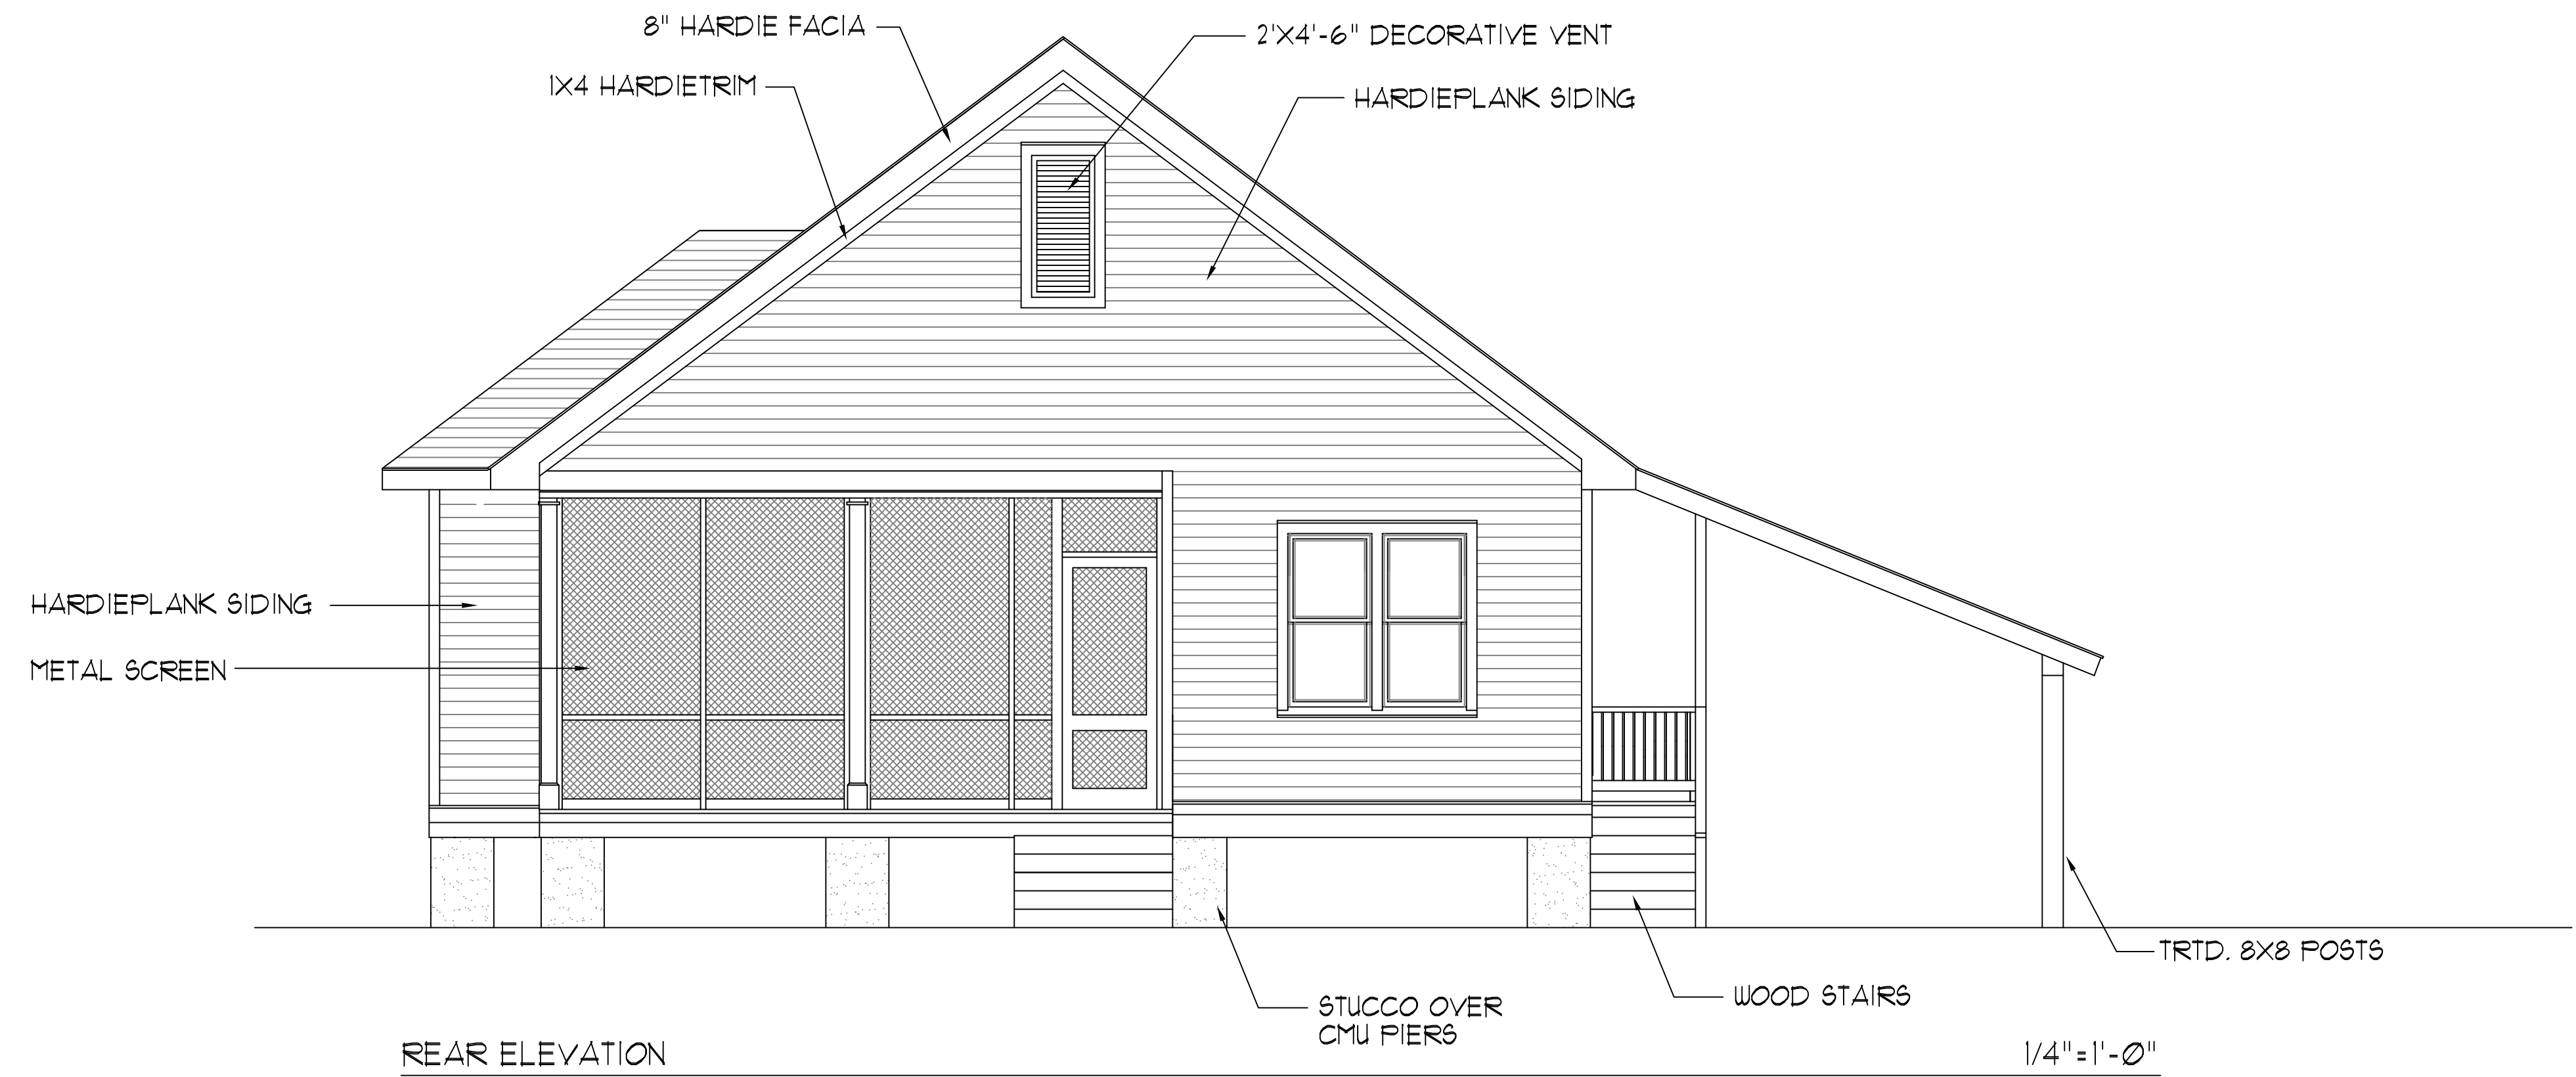 8" HARDIE FACIA
2'X4'-6" DECORATIVE VENT
1X4 HARDIETRIM
HARDIEPLANK SIDING
HARDIEPLANK SIDING
METAL SCREEN
TRTD. 8X8 POSTS
WOOD STAIRS
STUCCO OVER
CMU PIERS
REAR ELEVATION
1/4"=1'-Ø"